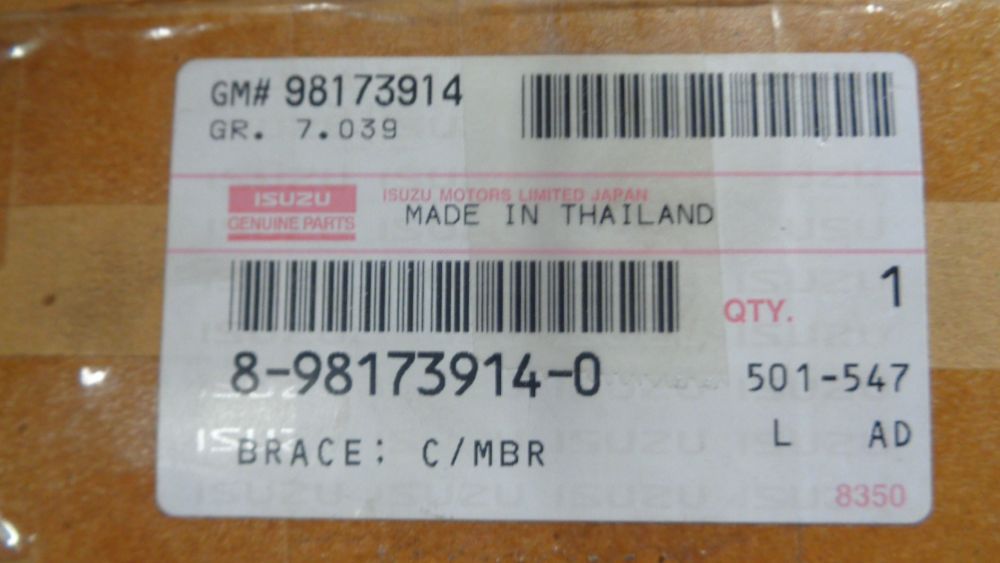 GM# 98173914
GR. 7.039
ISUZU
GENUINE PARTS
ISUZU MOTORS LIMITED JAPAN
MADE IN THAILAND
QTY. 1
8-98173914-0
501-547
BRACE; C/MBR
L AD
8350